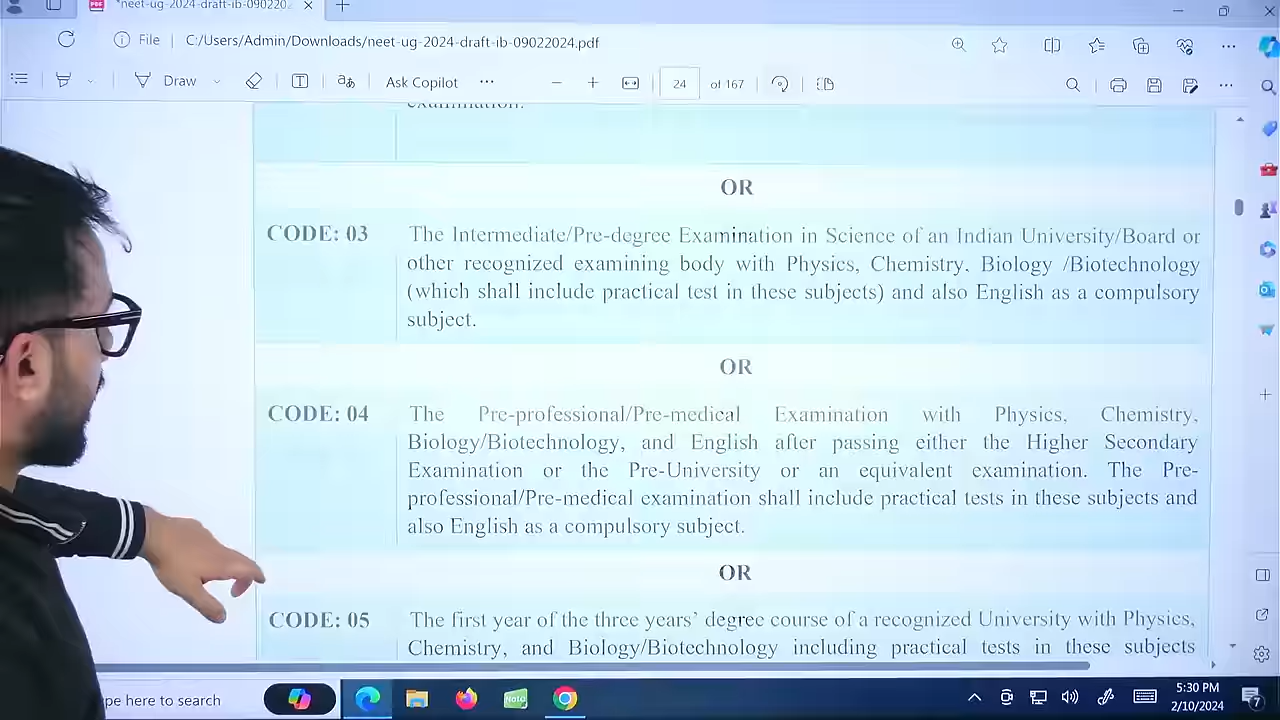 *neet-ug-2024-draft-ib-090220
File
C:/Users/Admin/Downloads/neet-ug-2024-draft-ib-09022024.pdf
Draw
Ask Copilot
24
of 167
examination.
OR
CODE: 03
The Intermediate/Pre-degree Examination in Science of an Indian University/Board or
other recognized examining body with Physics, Chemistry, Biology /Biotechnology
(which shall include practical test in these subjects) and also English as a compulsory
subject.
OR
CODE: 04
The Pre-professional/Pre-medical Examination with Physics, Chemistry,
Biology/Biotechnology, and English after passing either the Higher Secondary
Examination or the Pre-University or an equivalent examination. The Pre-
professional/Pre-medical examination shall include practical tests in these subjects and
also English as a compulsory subject.
OR
CODE: 05
The first year of the three years' degree course of a recognized University with Physics,
Chemistry, and Biology/Biotechnology including practical tests in these subjects
pe here to search
5:30 PM
2/10/2024
7